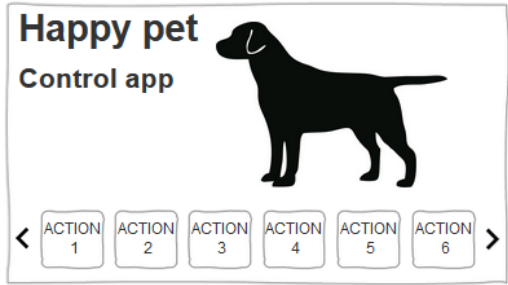 Happy pet
Control app
ACTION ACTION ACTION ACTION ACTION ACTION
1 2 3 4 5 6